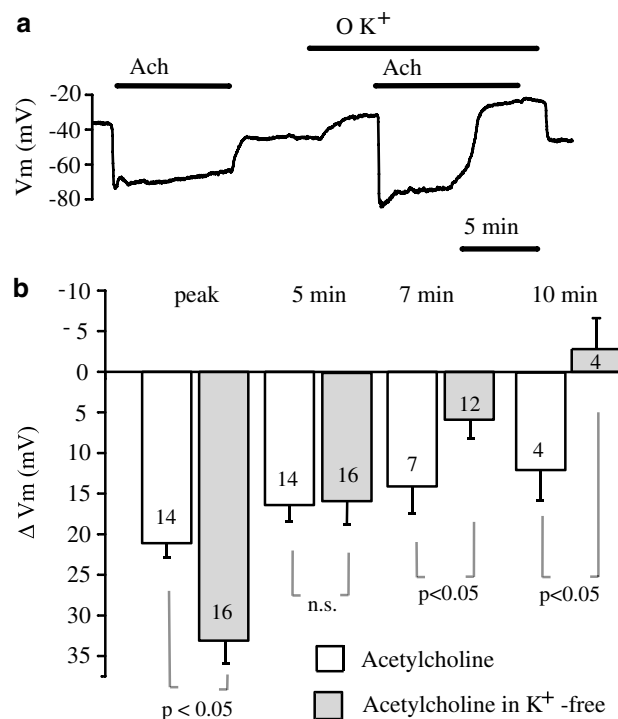 a
O K+
Ach
Ach
-20
-40
-60
-80
Vm (mV)
5 min
b
-10
-5
0
5
10
15
20
25
30
35
Δ Vm (mV)
peak
5 min
7 min
10 min
14
16
14
16
7
12
4
4
p < 0.05
n.s.
p<0.05
p<0.05
Acetylcholine
Acetylcholine in K+ -free